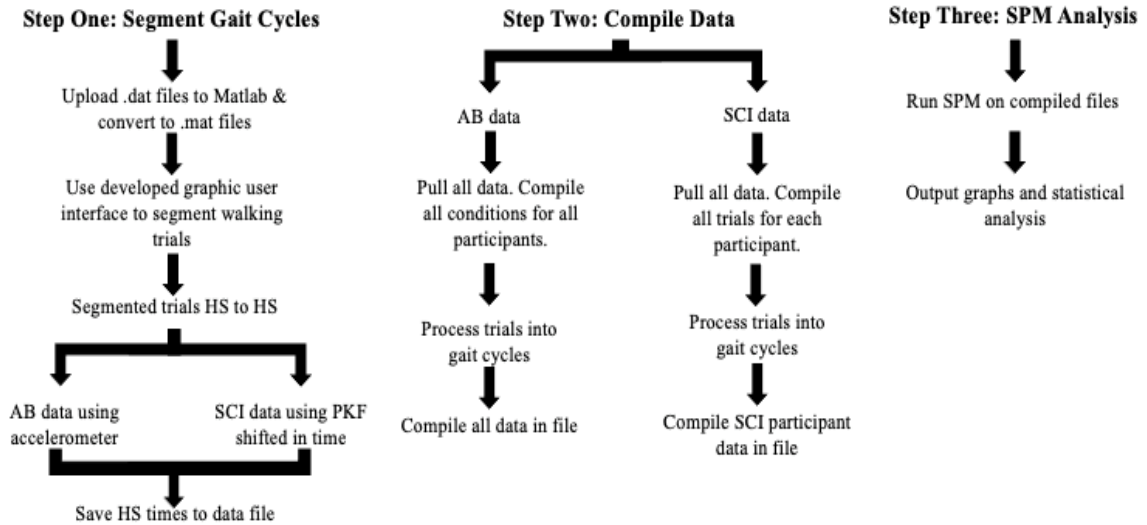 Step One: Segment Gait Cycles
Upload .dat files to Matlab &
convert to .mat files
Use developed graphic user
interface to segment walking
trials
Segmented trials HS to HS
AB data using
accelerometer
SCI data using PKF
shifted in time
Save HS times to data file
Step Two: Compile Data
AB data
Pull all data. Compile
all conditions for all
participants.
Process trials into
gait cycles
Compile all data in file
SCI data
Pull all data. Compile
all trials for each
participant.
Process trials into
gait cycles
Compile SCI participant
data in file
Step Three: SPM Analysis
Run SPM on compiled files
Output graphs and statistical
analysis